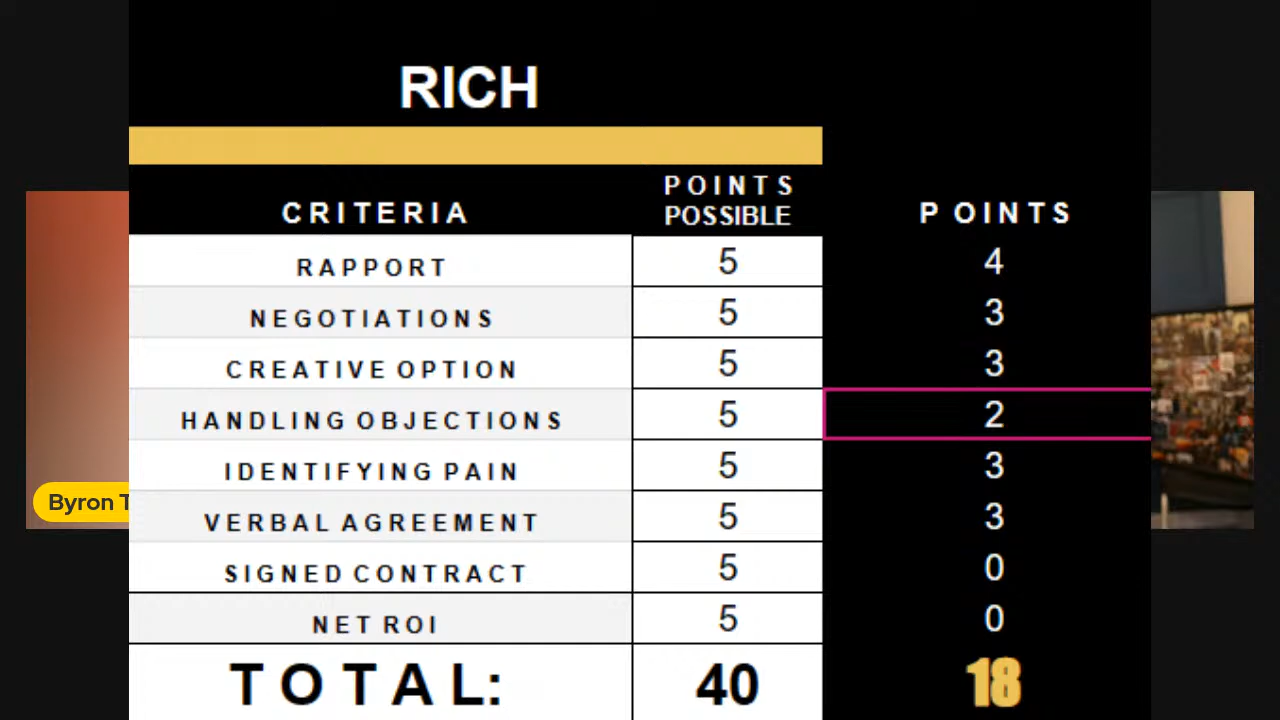 RICH
CRITERIA
POINTS
POSSIBLE
POINTS
RAPPORT 5 4
NEGOTIATIONS 5 3
CREATIVE OPTION 5 3
HANDLING OBJECTIONS 5 2
IDENTIFYING PAIN 5 3
VERBAL AGREEMENT 5 3
SIGNED CONTRACT 5 0
NET ROI 5 0
TOTAL: 40 18
Byron T